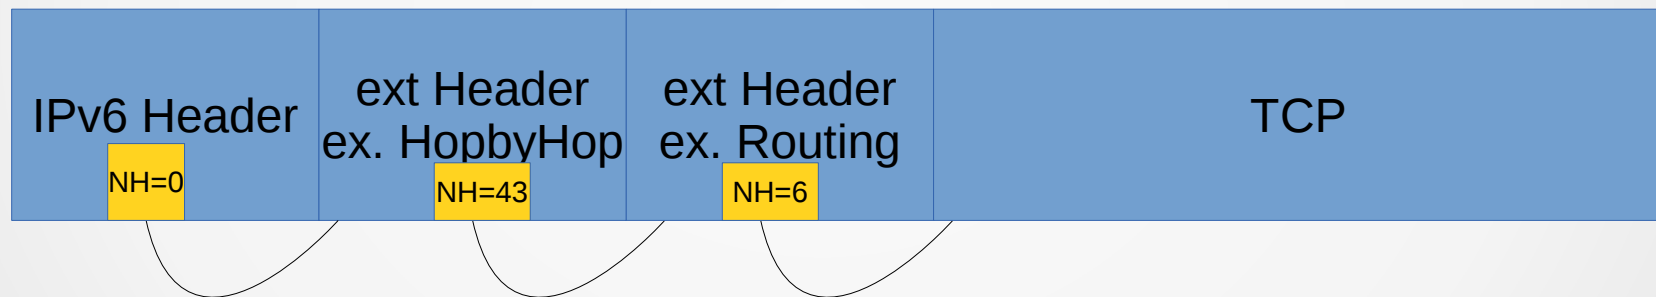 IPv6 Header
NH=0
ext Header
ex. HopbyHop
NH=43
ext Header
ex. Routing
NH=6
TCP